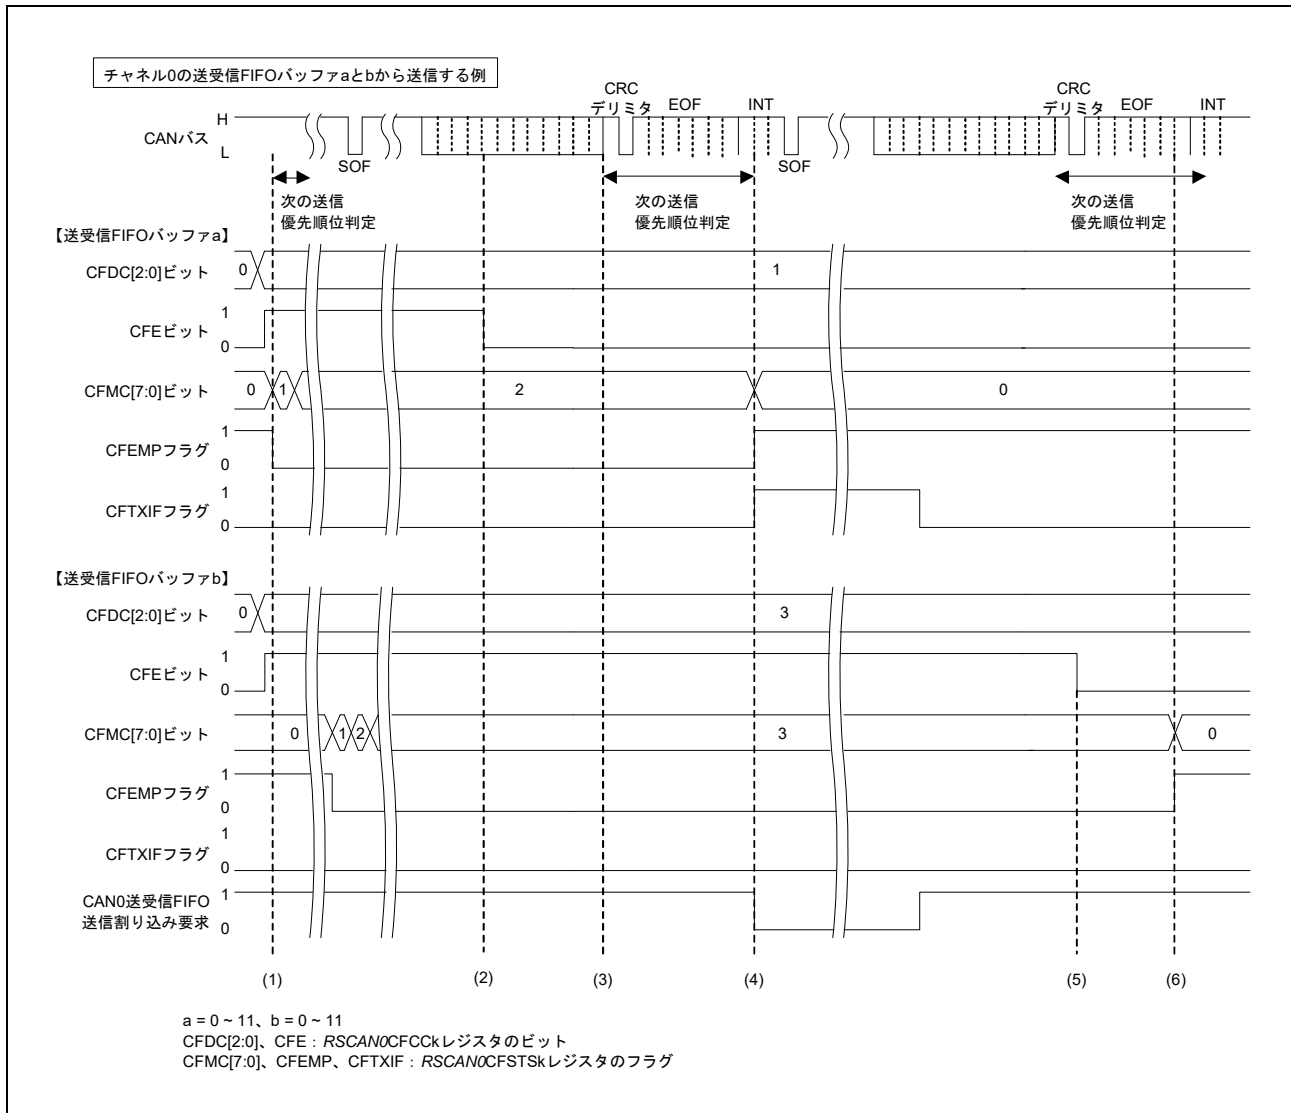 チャネル0の送受信FIFOバッファaとbから送信する例
CRC
デリミタ
EOF
INT
CRC
デリミタ
EOF
INT
H
CANバス
L
SOF
SOF
次の送信
優先順位判定
次の送信
優先順位判定
次の送信
優先順位判定
【送受信FIFOバッファa】
CFDC[2:0]ビット
0
1
CFEビット
1
0
CFMC[7:0]ビット
0
1
2
0
CFEMPフラグ
1
0
CFTXIFフラグ
1
0
【送受信FIFOバッファb】
CFDC[2:0]ビット
0
3
CFEビット
1
0
CFMC[7:0]ビット
0
1
2
3
0
CFEMPフラグ
1
0
CFTXIFフラグ
1
0
CAN0送受信FIFO
送信割り込み要求
1
0
(1)
(2)
(3)
(4)
(5)
(6)
a = 0 ~ 11、b = 0 ~ 11
CFDC[2:0]、CFE : RSCAN0CFCCkレジスタのビット
CFMC[7:0]、CFEMP、CFTXIF : RSCAN0CFSTSkレジスタのフラグ